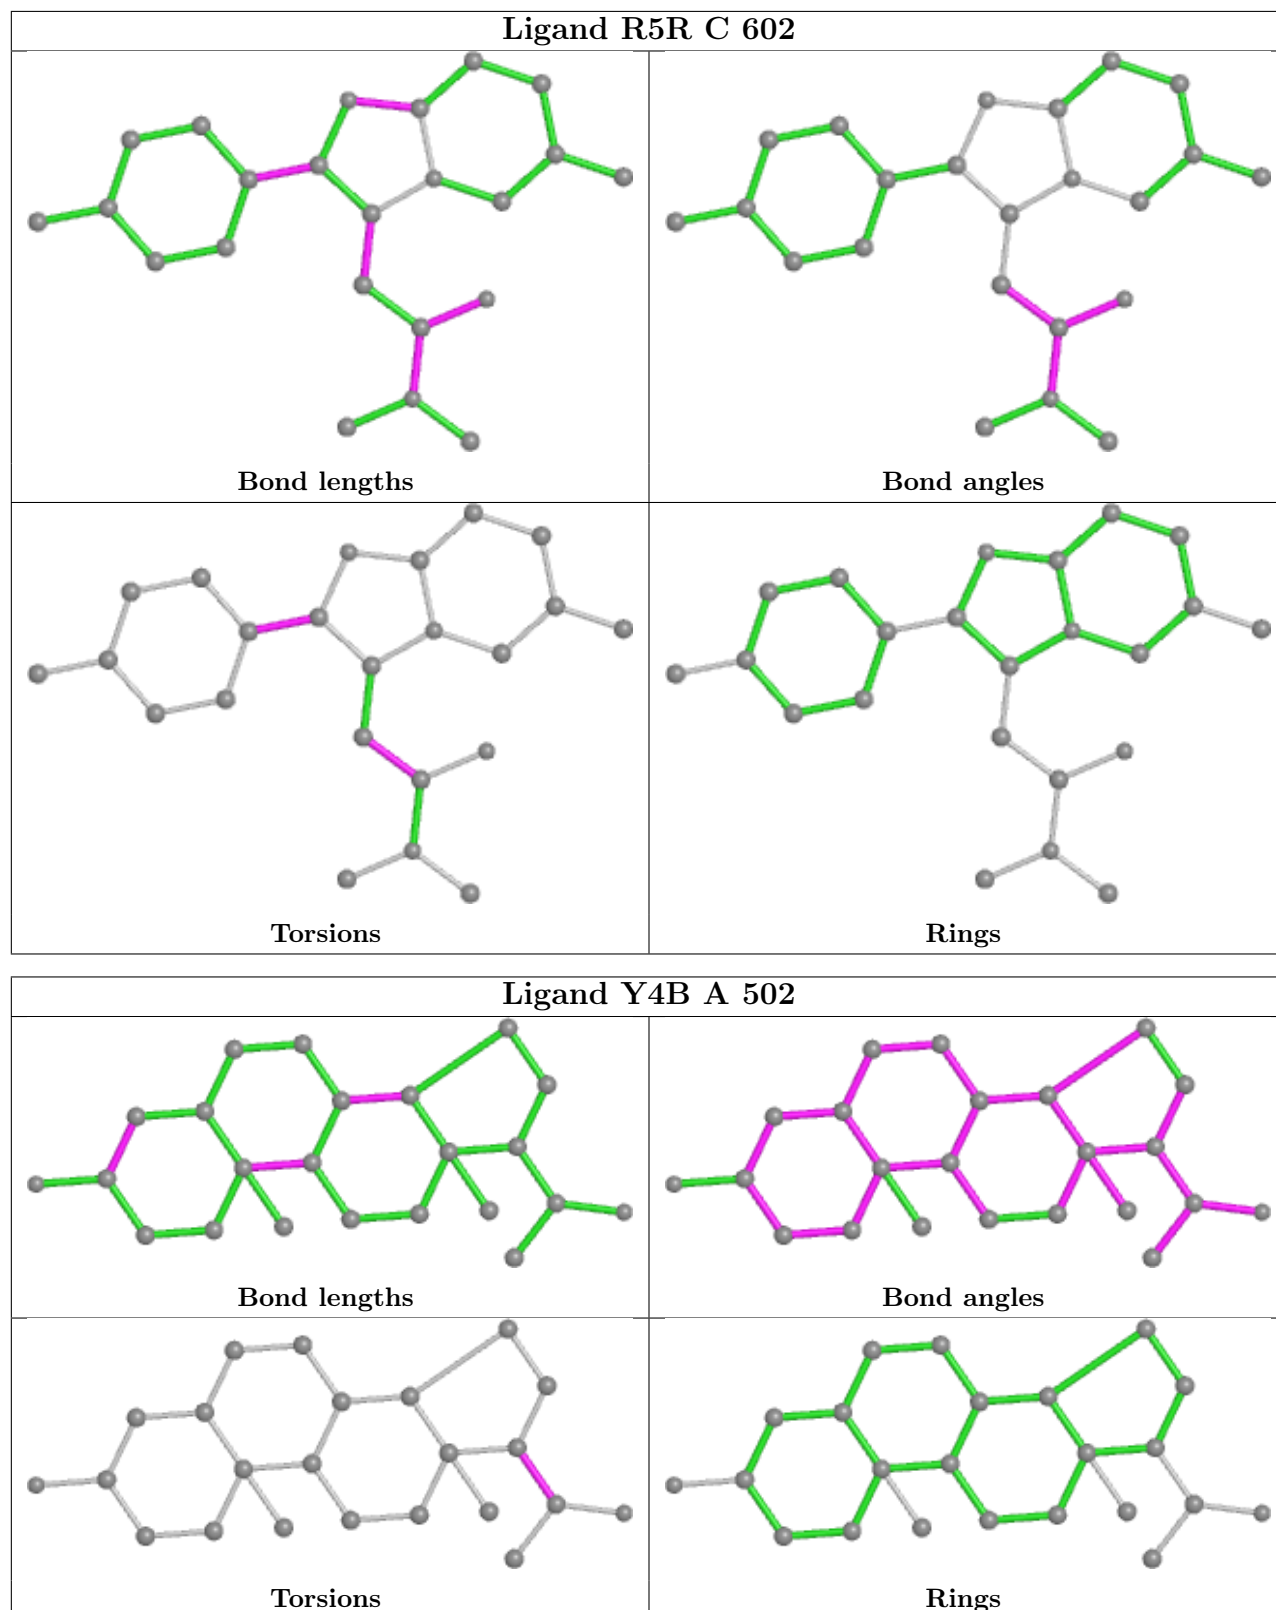 Ligand R5R C 602
Bond lengths
Bond angles
Torsions
Rings
Ligand Y4B A 502
Bond lengths
Bond angles
Torsions
Rings